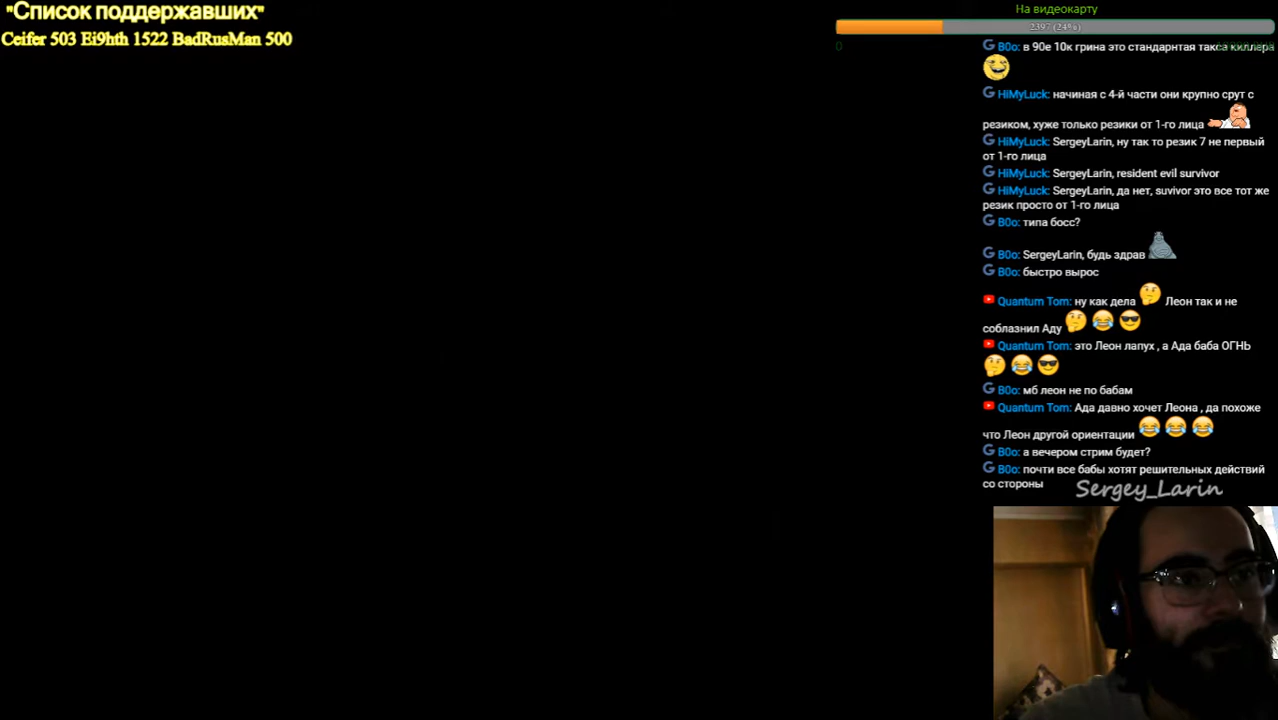 "Список поддержавших"
Ceifer 503 Ei9hth 1522 BadRusMan 500
На видеокарту
2397 (24%)
0
B0o: в 90е 10к грина это стандарнтая такса киллера
HiMyLuck: начиная с 4-й части они крупно срут с
резиком, хуже только резики от 1-го лица
HiMyLuck: SergeyLarin, ну так то резик 7 не первый
от 1-го лица
HiMyLuck: SergeyLarin, resident evil survivor
HiMyLuck: SergeyLarin, да нет, suvivor это все тот же
резик просто от 1-го лица
B0o: типа босс?
B0o: SergeyLarin, будь здрав
B0o: быстро вырос
Quantum Tom: ну как дела 🤔 Леон так и не
соблазнил Аду 🤔 😂 😎
Quantum Tom: это Леон лапух , а Ада баба ОГНЬ
🤔 😂 😎
B0o: мб леон не по бабам
Quantum Tom: Ада давно хочет Леона , да похоже
что Леон другой ориентации 😂 😂 😂
B0o: а вечером стрим будет?
B0o: почти все бабы хотят решительных действий
со стороны
Sergey_Larin